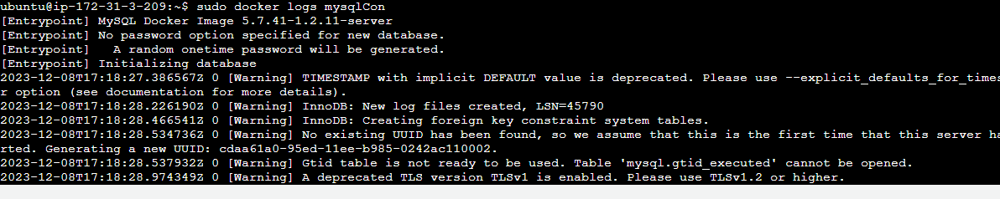 ubuntu@ip-172-31-3-209:~$ sudo docker logs mysqlCon
[Entrypoint] MySQL Docker Image 5.7.41-1.2.11-server
[Entrypoint] No password option specified for new database.
[Entrypoint]   A random onetime password will be generated.
[Entrypoint] Initializing database
2023-12-08T17:18:27.386567Z 0 [Warning] TIMESTAMP with implicit DEFAULT value is deprecated. Please use --explicit_defaults_for_times
r option (see documentation for more details).
2023-12-08T17:18:28.226190Z 0 [Warning] InnoDB: New log files created, LSN=45790
2023-12-08T17:18:28.466541Z 0 [Warning] InnoDB: Creating foreign key constraint system tables.
2023-12-08T17:18:28.534736Z 0 [Warning] No existing UUID has been found, so we assume that this is the first time that this server ha
rted. Generating a new UUID: cdaa61a0-95ed-11ee-b985-0242ac110002.
2023-12-08T17:18:28.537932Z 0 [Warning] Gtid table is not ready to be used. Table 'mysql.gtid_executed' cannot be opened.
2023-12-08T17:18:28.974349Z 0 [Warning] A deprecated TLS version TLSv1 is enabled. Please use TLSv1.2 or higher.